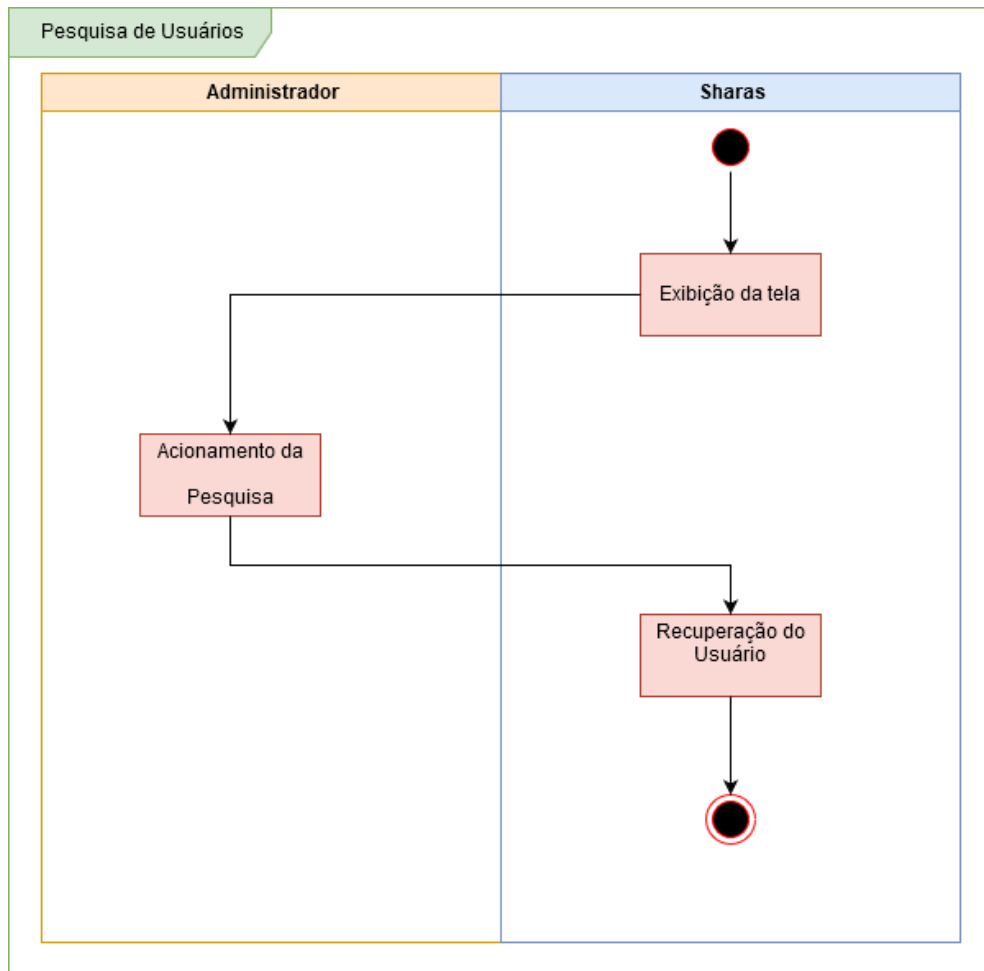 Pesquisa de Usuários
Administrador
Sharas
Exibição da tela
Acionamento da
Pesquisa
Recuperação do
Usuário